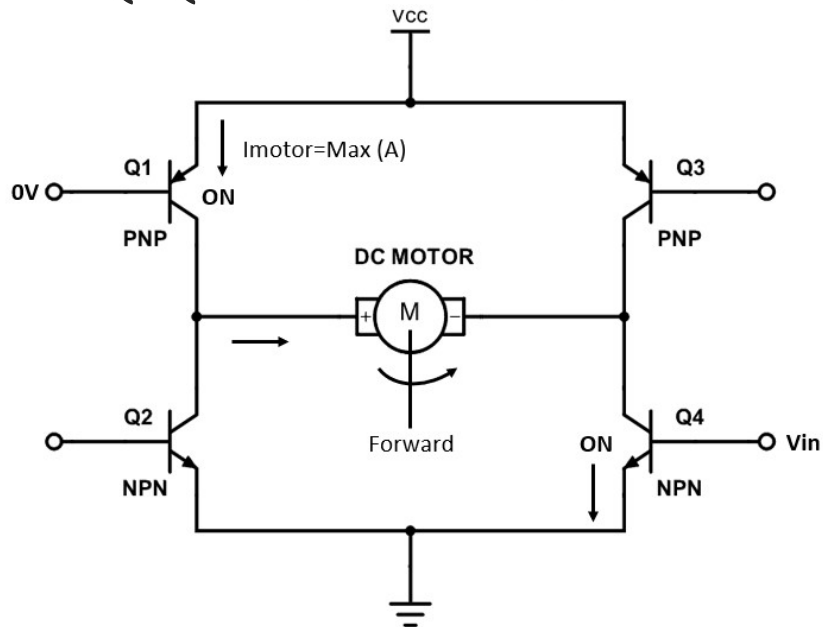 Vcc
Imotor=Max (A)
Q1
Q3
0V
ON
PNP
PNP
DC MOTOR
+
M
−
Q2
Q4
Forward
ON
Vin
NPN
NPN